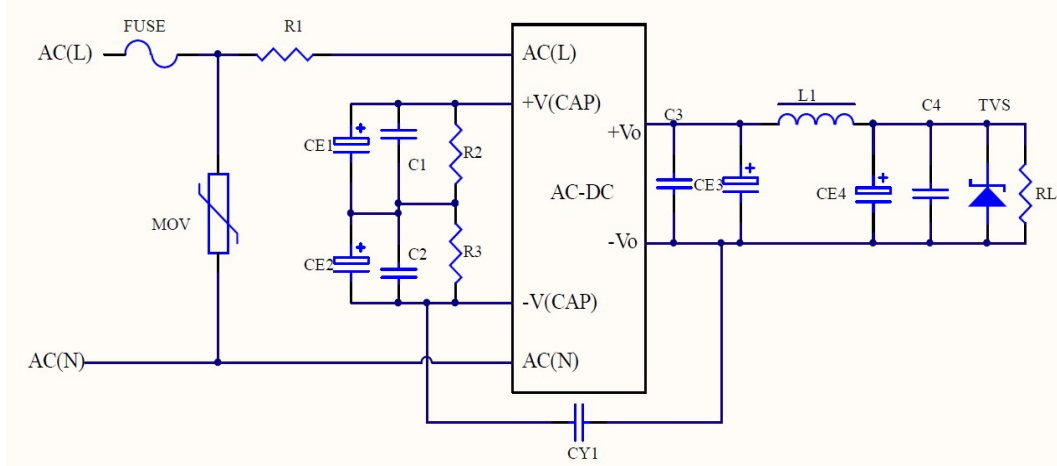 FUSE
R1
AC(L)
AC(L)
+V(CAP)
CE1
C1
R2
+Vo
C3
L1
C4
TVS
AC-DC
CE3
CE4
RL
MOV
CE2
C2
R3
-Vo
-V(CAP)
AC(N)
AC(N)
CY1